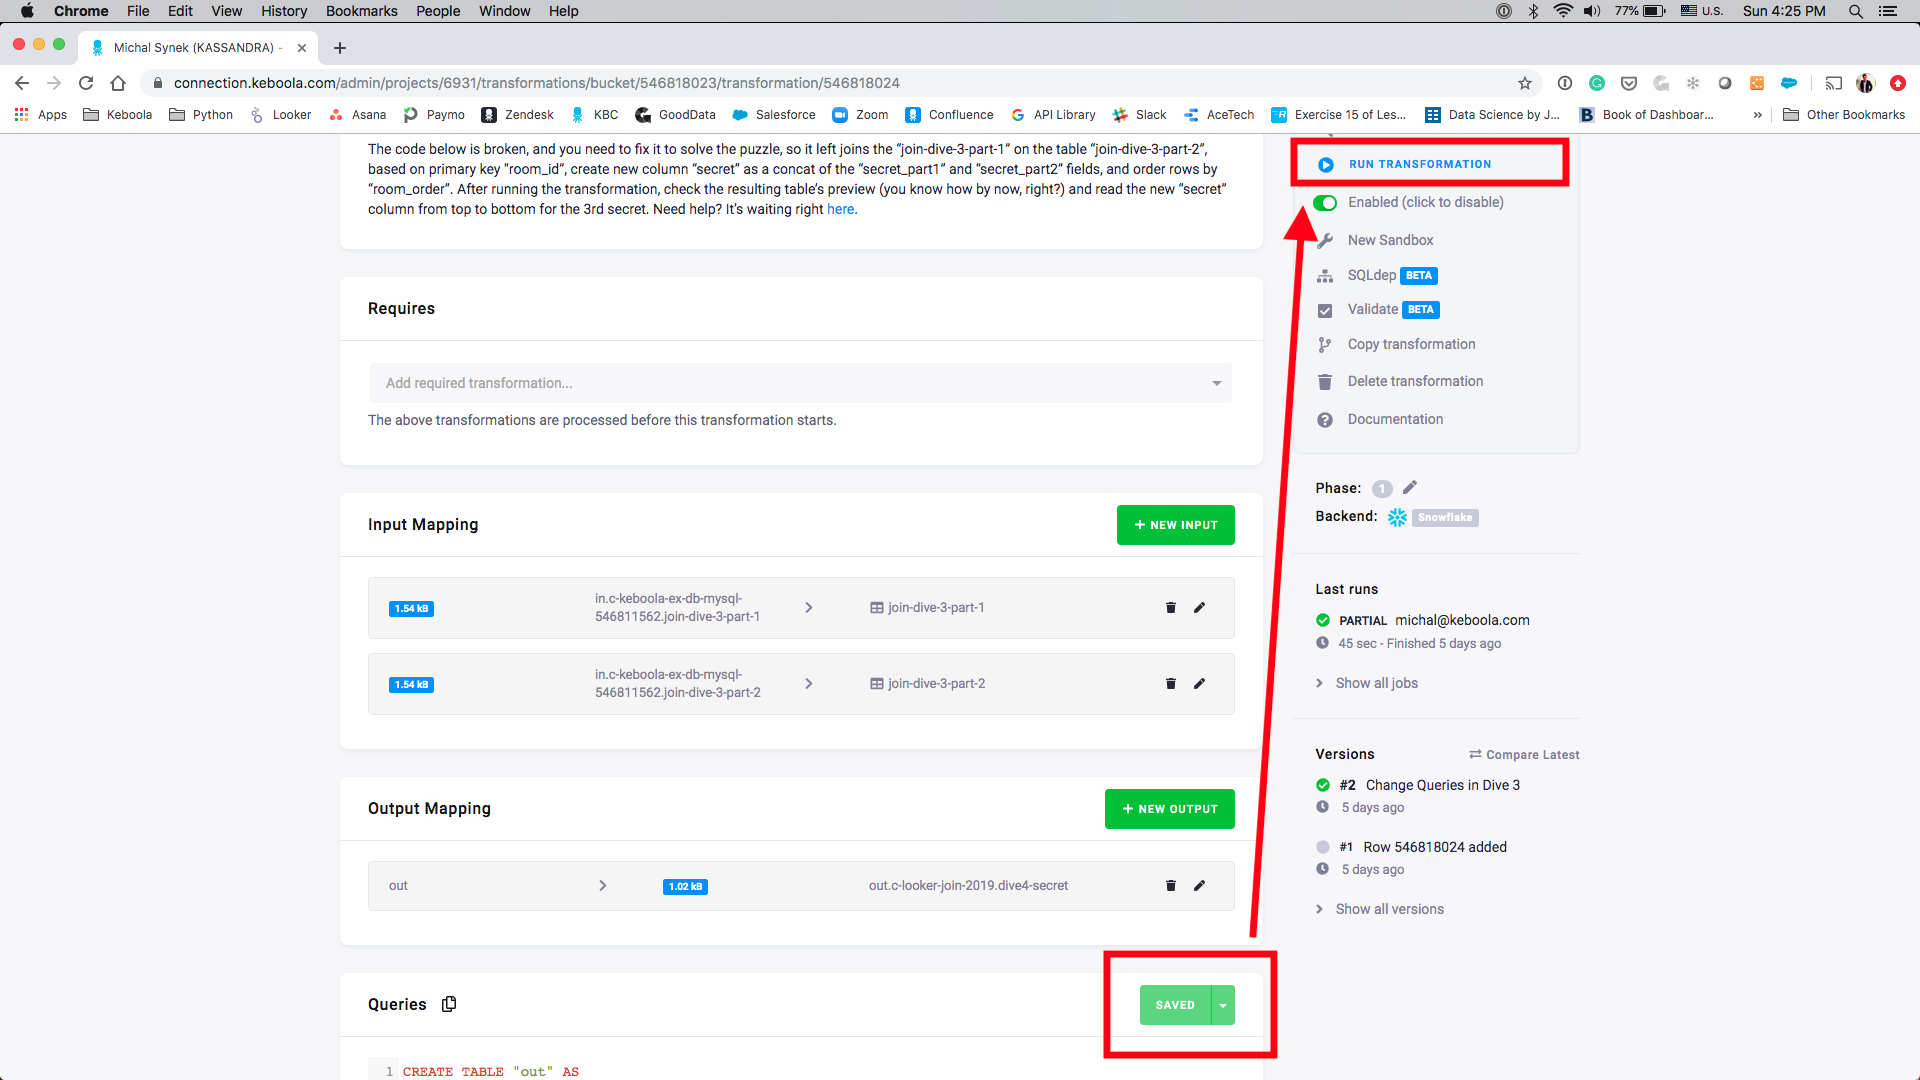 Chrome File Edit View History Bookmarks People Window Help
77% U.S. Sun 4:25 PM
Michal Synek (KASSANDRA) -
connection.keboola.com/admin/projects/6931/transformations/bucket/546818023/transformation/546818024
Apps Keboola Python Looker Asana Paymo Zendesk KBC GoodData Salesforce Zoom Confluence API Library Slack AceTech Exercise 15 of Les... Data Science by J... Book of Dashboar... » Other Bookmarks
The code below is broken, and you need to fix it to solve the puzzle, so it left joins the “join-dive-3-part-1” on the table “join-dive-3-part-2”,
based on primary key “room_id”, create new column “secret” as a concat of the “secret_part1” and “secret_part2” fields, and order rows by
“room_order”. After running the transformation, check the resulting table’s preview (you know how by now, right?) and read the new “secret”
column from top to bottom for the 3rd secret. Need help? It’s waiting right here.
Requires
Add required transformation...
The above transformations are processed before this transformation starts.
Input Mapping
+ NEW INPUT
1.54 kB
in.c-keboola-ex-db-mysql-
546811562.join-dive-3-part-1
join-dive-3-part-1
1.54 kB
in.c-keboola-ex-db-mysql-
546811562.join-dive-3-part-2
join-dive-3-part-2
Output Mapping
+ NEW OUTPUT
out
1.02 kB
out.c-looker-join-2019.dive4-secret
Queries
SAVED
1 CREATE TABLE "out" AS
RUN TRANSFORMATION
Enabled (click to disable)
New Sandbox
SQLdep BETA
Validate BETA
Copy transformation
Delete transformation
Documentation
Phase: 1
Backend: Snowflake
Last runs
PARTIAL michal@keboola.com
45 sec - Finished 5 days ago
Show all jobs
Versions
Compare Latest
#2 Change Queries in Dive 3
5 days ago
#1 Row 546818024 added
5 days ago
Show all versions